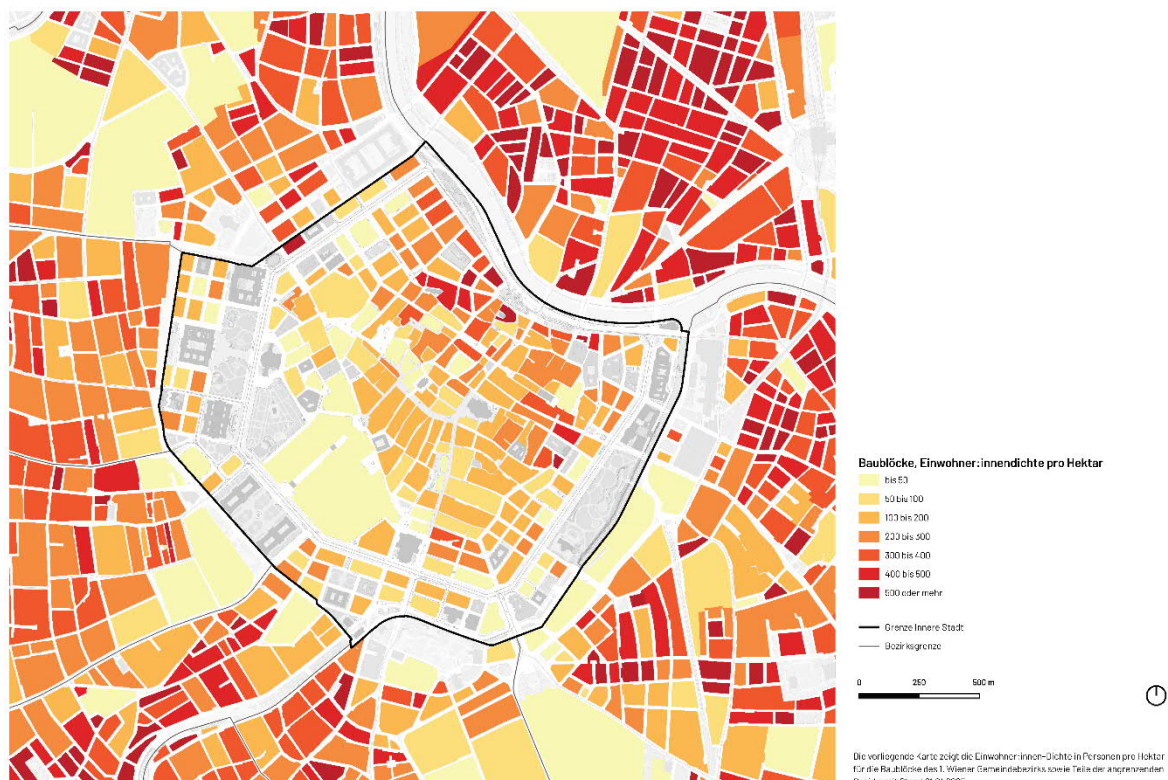 Baublöcke, Einwohner:innendichte pro Hektar
bis 50
50 bis 100
100 bis 200
200 bis 300
300 bis 400
400 bis 500
500 oder mehr
Grenze Innere Stadt
Bezirksgrenze
0 250 500 m
Die vorliegende Karte zeigt die Einwohner:innen-Dichte in Personen pro Hektar
für die Baublöcke des 1. Wiener Gemeindebezirks sowie Teile der angrenzenden